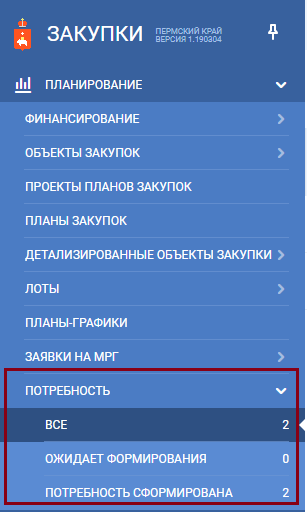 ЗАКУПКИ
ПЕРМСКИЙ КРАЙ
ВЕРСИЯ 1.190304
ПЛАНИРОВАНИЕ
ФИНАНСИРОВАНИЕ
ОБЪЕКТЫ ЗАКУПОК
ПРОЕКТЫ ПЛАНОВ ЗАКУПОК
ПЛАНЫ ЗАКУПОК
ДЕТАЛИЗИРОВАННЫЕ ОБЪЕКТЫ ЗАКУПКИ
ЛОТЫ
ПЛАНЫ-ГРАФИКИ
ЗАЯВКИ НА МРГ
ПОТРЕБНОСТЬ
ВСЕ 2
ОЖИДАЕТ ФОРМИРОВАНИЯ 0
ПОТРЕБНОСТЬ СФОРМИРОВАНА 2